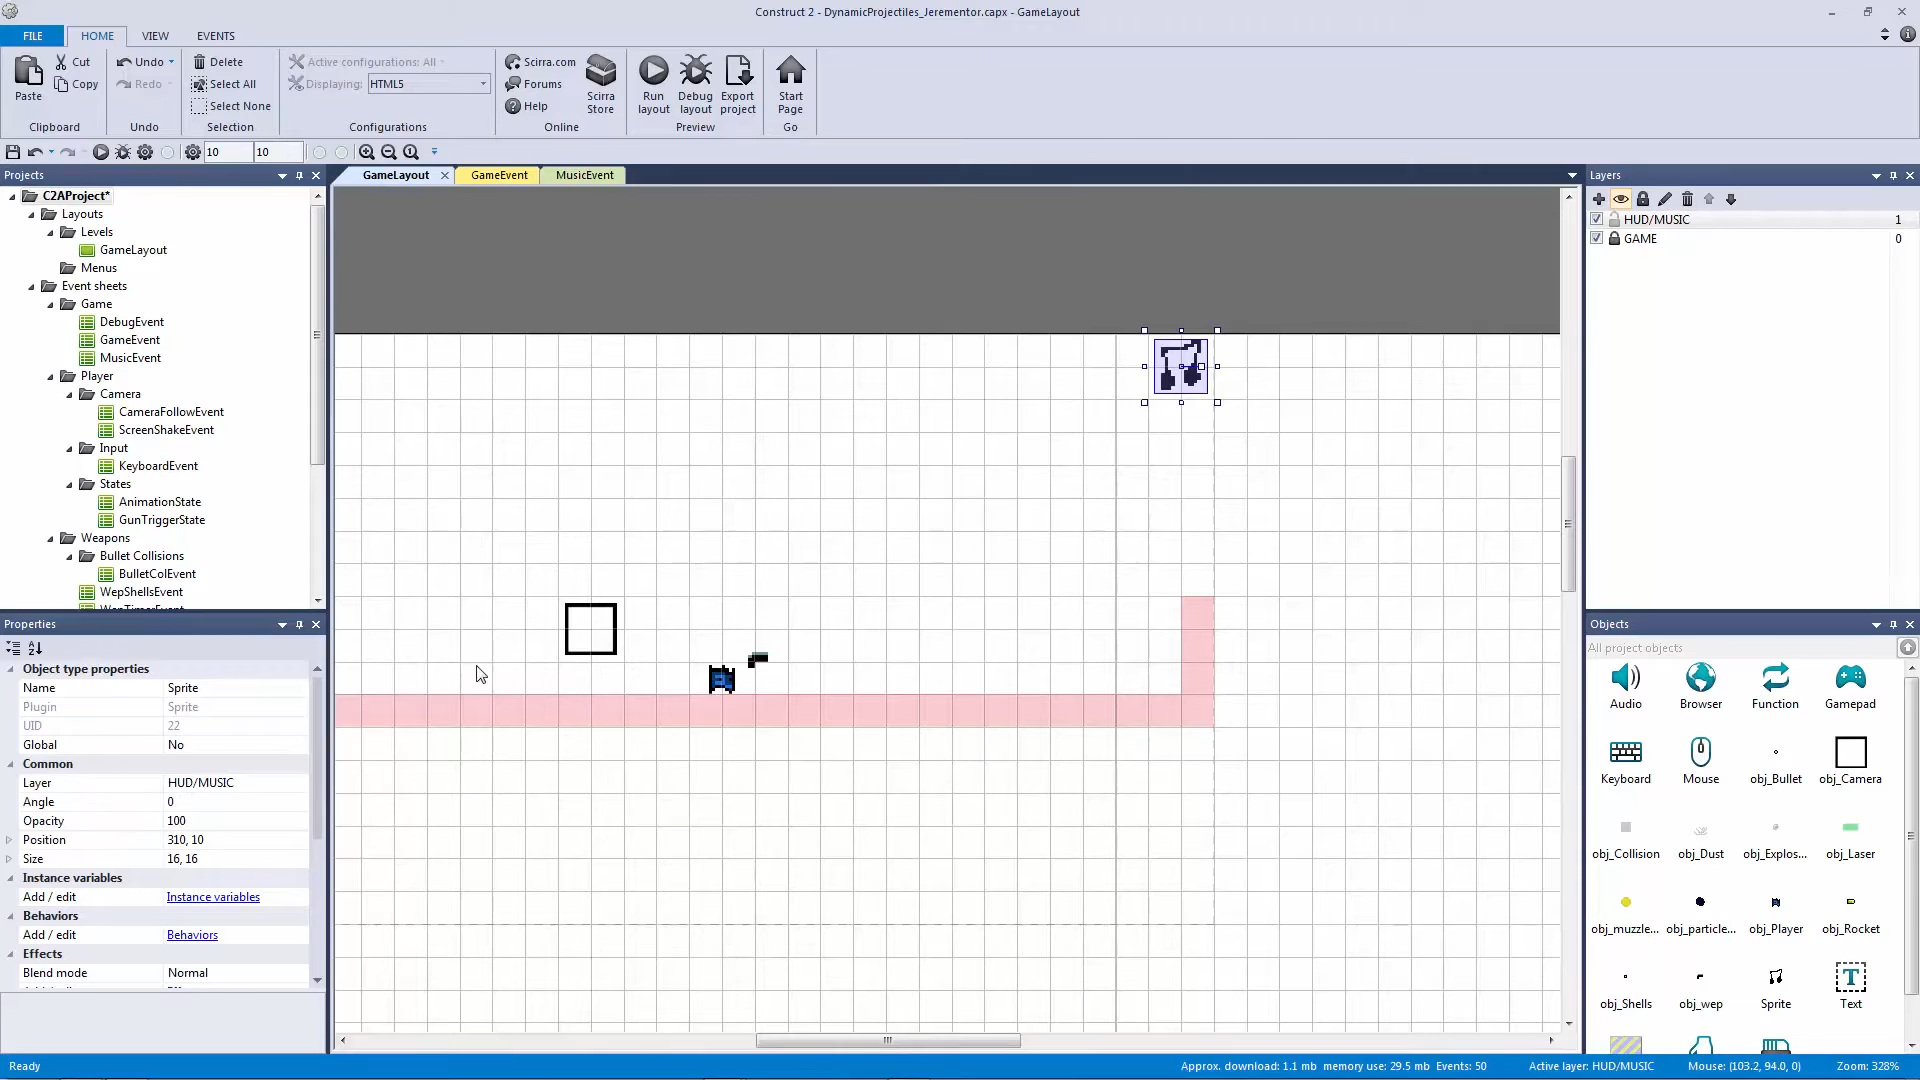 Construct 2 - DynamicProjectiles_Jerementor.capx - GameLayout
FILE HOME VIEW EVENTS
Paste Cut Copy
Undo Redo
Delete Select All Select None
Active configurations: All
Displaying: HTML5
Scirra.com Forums Help
Scirra Store
Run layout
Debug layout
Export project
Start Page
Clipboard Undo Selection Configurations Online Preview Go
10 10
Projects
C2AProject*
Layouts
Levels
GameLayout
Menus
Event sheets
Game
DebugEvent
GameEvent
MusicEvent
Player
Camera
CameraFollowEvent
ScreenShakeEvent
Input
KeyboardEvent
States
AnimationState
GunTriggerState
Weapons
Bullet Collisions
BulletColEvent
WepShellsEvent
Properties
Object type properties
Name Sprite
Plugin Sprite
UID 22
Global No
Common
Layer HUD/MUSIC
Angle 0
Opacity 100
Position 310, 10
Size 16, 16
Instance variables
Add / edit Instance variables
Behaviors
Add / edit Behaviors
Effects
Blend mode Normal
GameLayout GameEvent MusicEvent
Layers
HUD/MUSIC 1
GAME 0
Objects
All project objects
Audio Browser Function Gamepad
Keyboard Mouse obj_Bullet obj_Camera
obj_Collision obj_Dust obj_Explos... obj_Laser
obj_muzzle... obj_particle... obj_Player obj_Rocket
obj_Shells obj_wep Sprite Text
Ready
Approx. download: 1.1 mb memory use: 29.5 mb Events: 50 Active layer: HUD/MUSIC Mouse: (103.2, 94.0, 0) Zoom: 328%